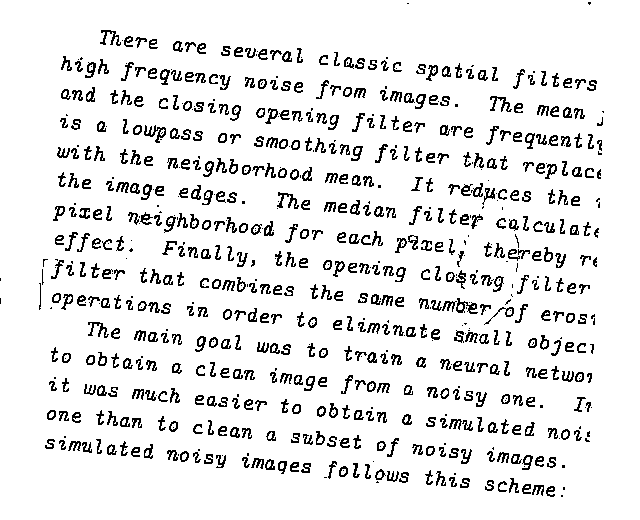 There are several classic spatial filters
high frequency noise from images. The mean
and the closing opening filter are frequently
is a lowpass or smoothing filter that replace
with the neighborhood mean. It reduces the
the image edges. The median filter calculate
pixel neighborhood for each pixel, thereby re
effect. Finally, the opening closing filter
filter that combines the same number of erosi
operations in order to eliminate small object
The main goal was to train a neural networ
to obtain a clean image from a noisy one. In
it was much easier to obtain a simulated nois
one than to clean a subset of noisy images.
simulated noisy images follows this scheme: